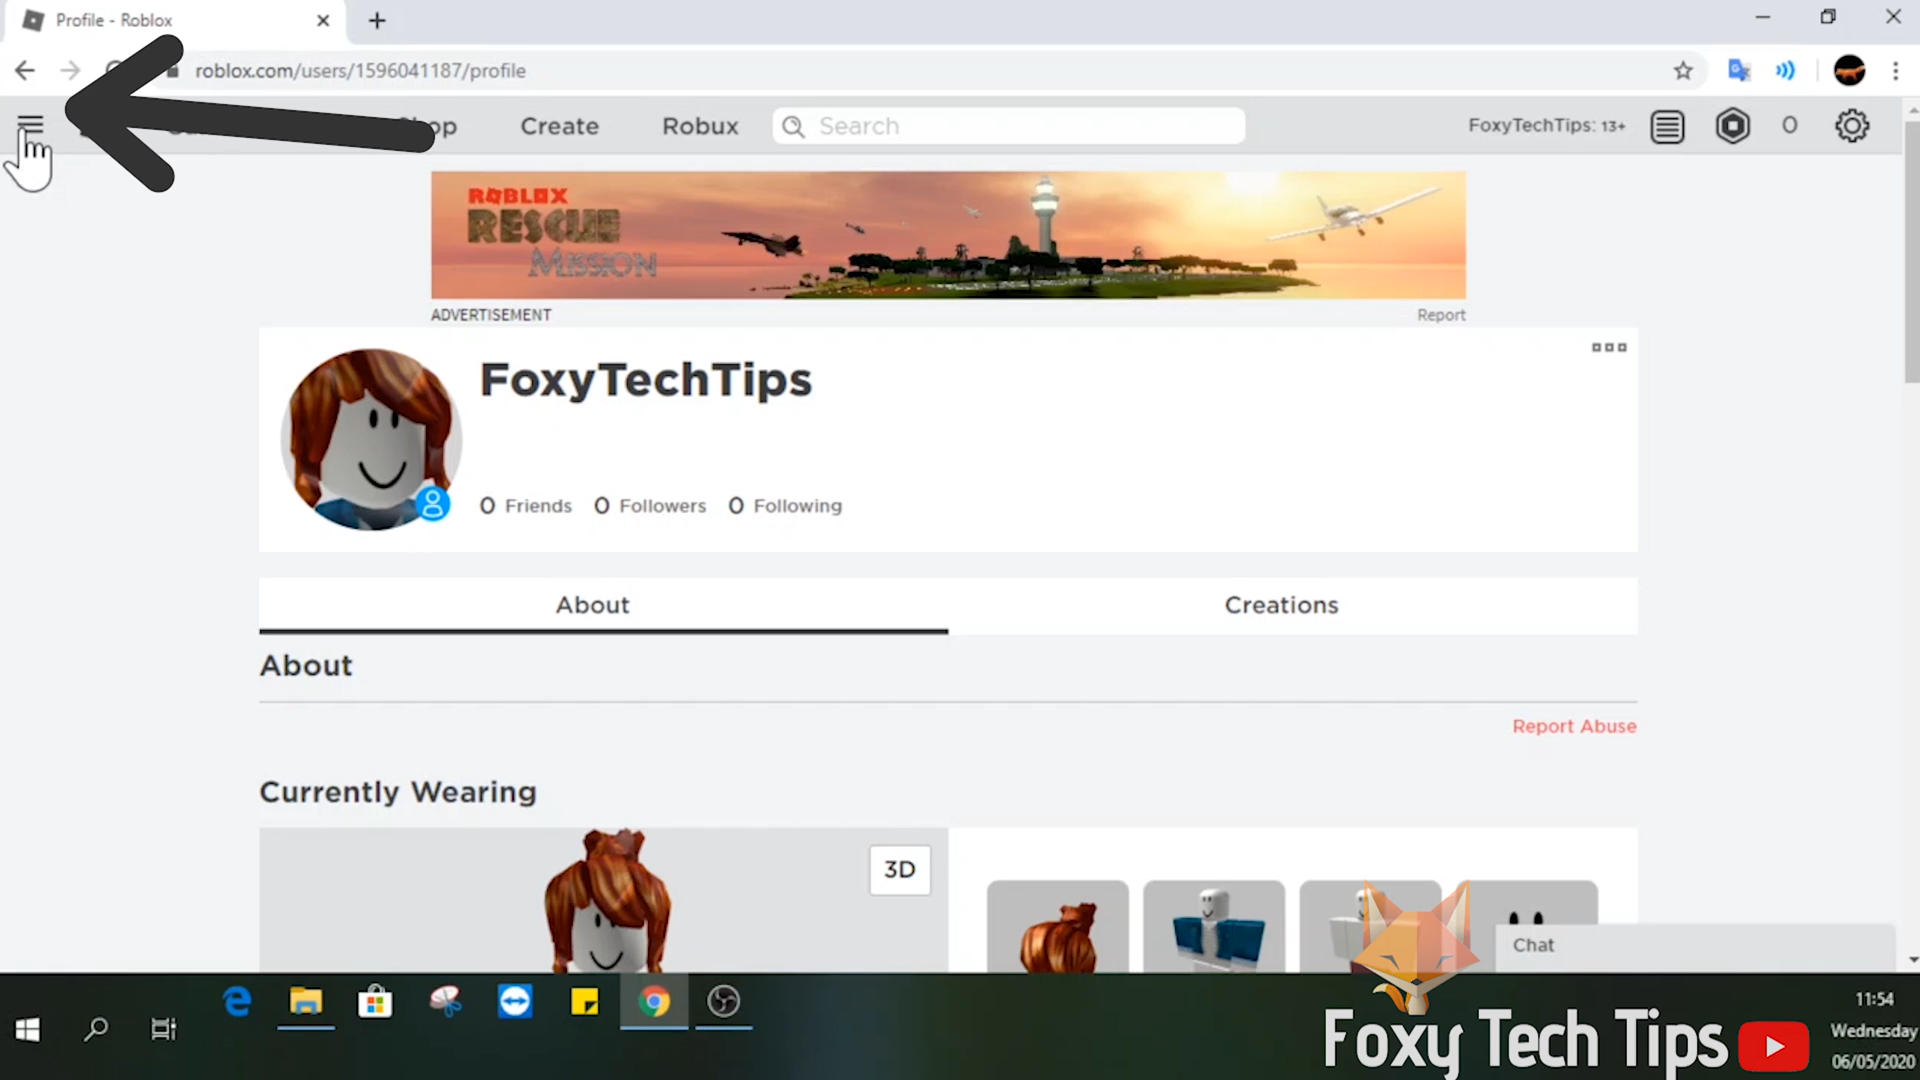 Profile - Roblox
roblox.com/users/1596041187/profile
Create
Robux
Search
FoxyTechTips: 13+
0
ROBLOX
RESCUE
MISSION
ADVERTISEMENT
Report
FoxyTechTips
0 Friends 0 Followers 0 Following
About
Creations
About
Report Abuse
Currently Wearing
3D
Chat
11:54
Wednesday
06/05/2020
Foxy Tech Tips